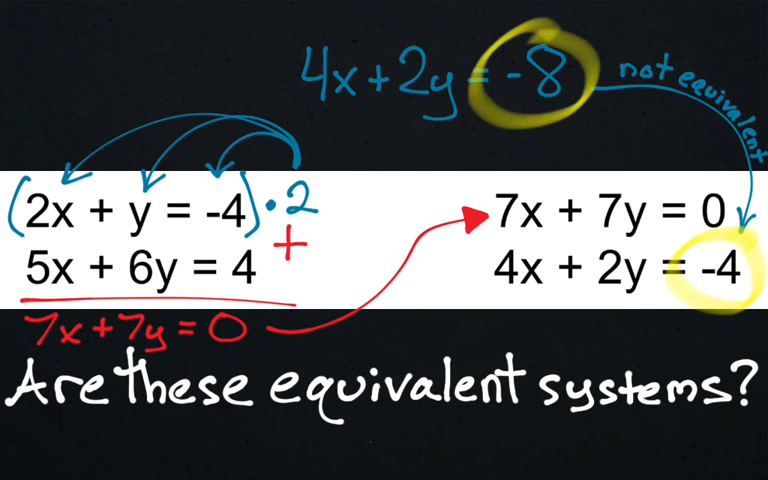 4x+2y = -8
not equivalent
(2x + y = -4) • 2
+
5x + 6y = 4
7x+7y = 0
7x + 7y = 0
4x + 2y = -4
Are these equivalent systems?